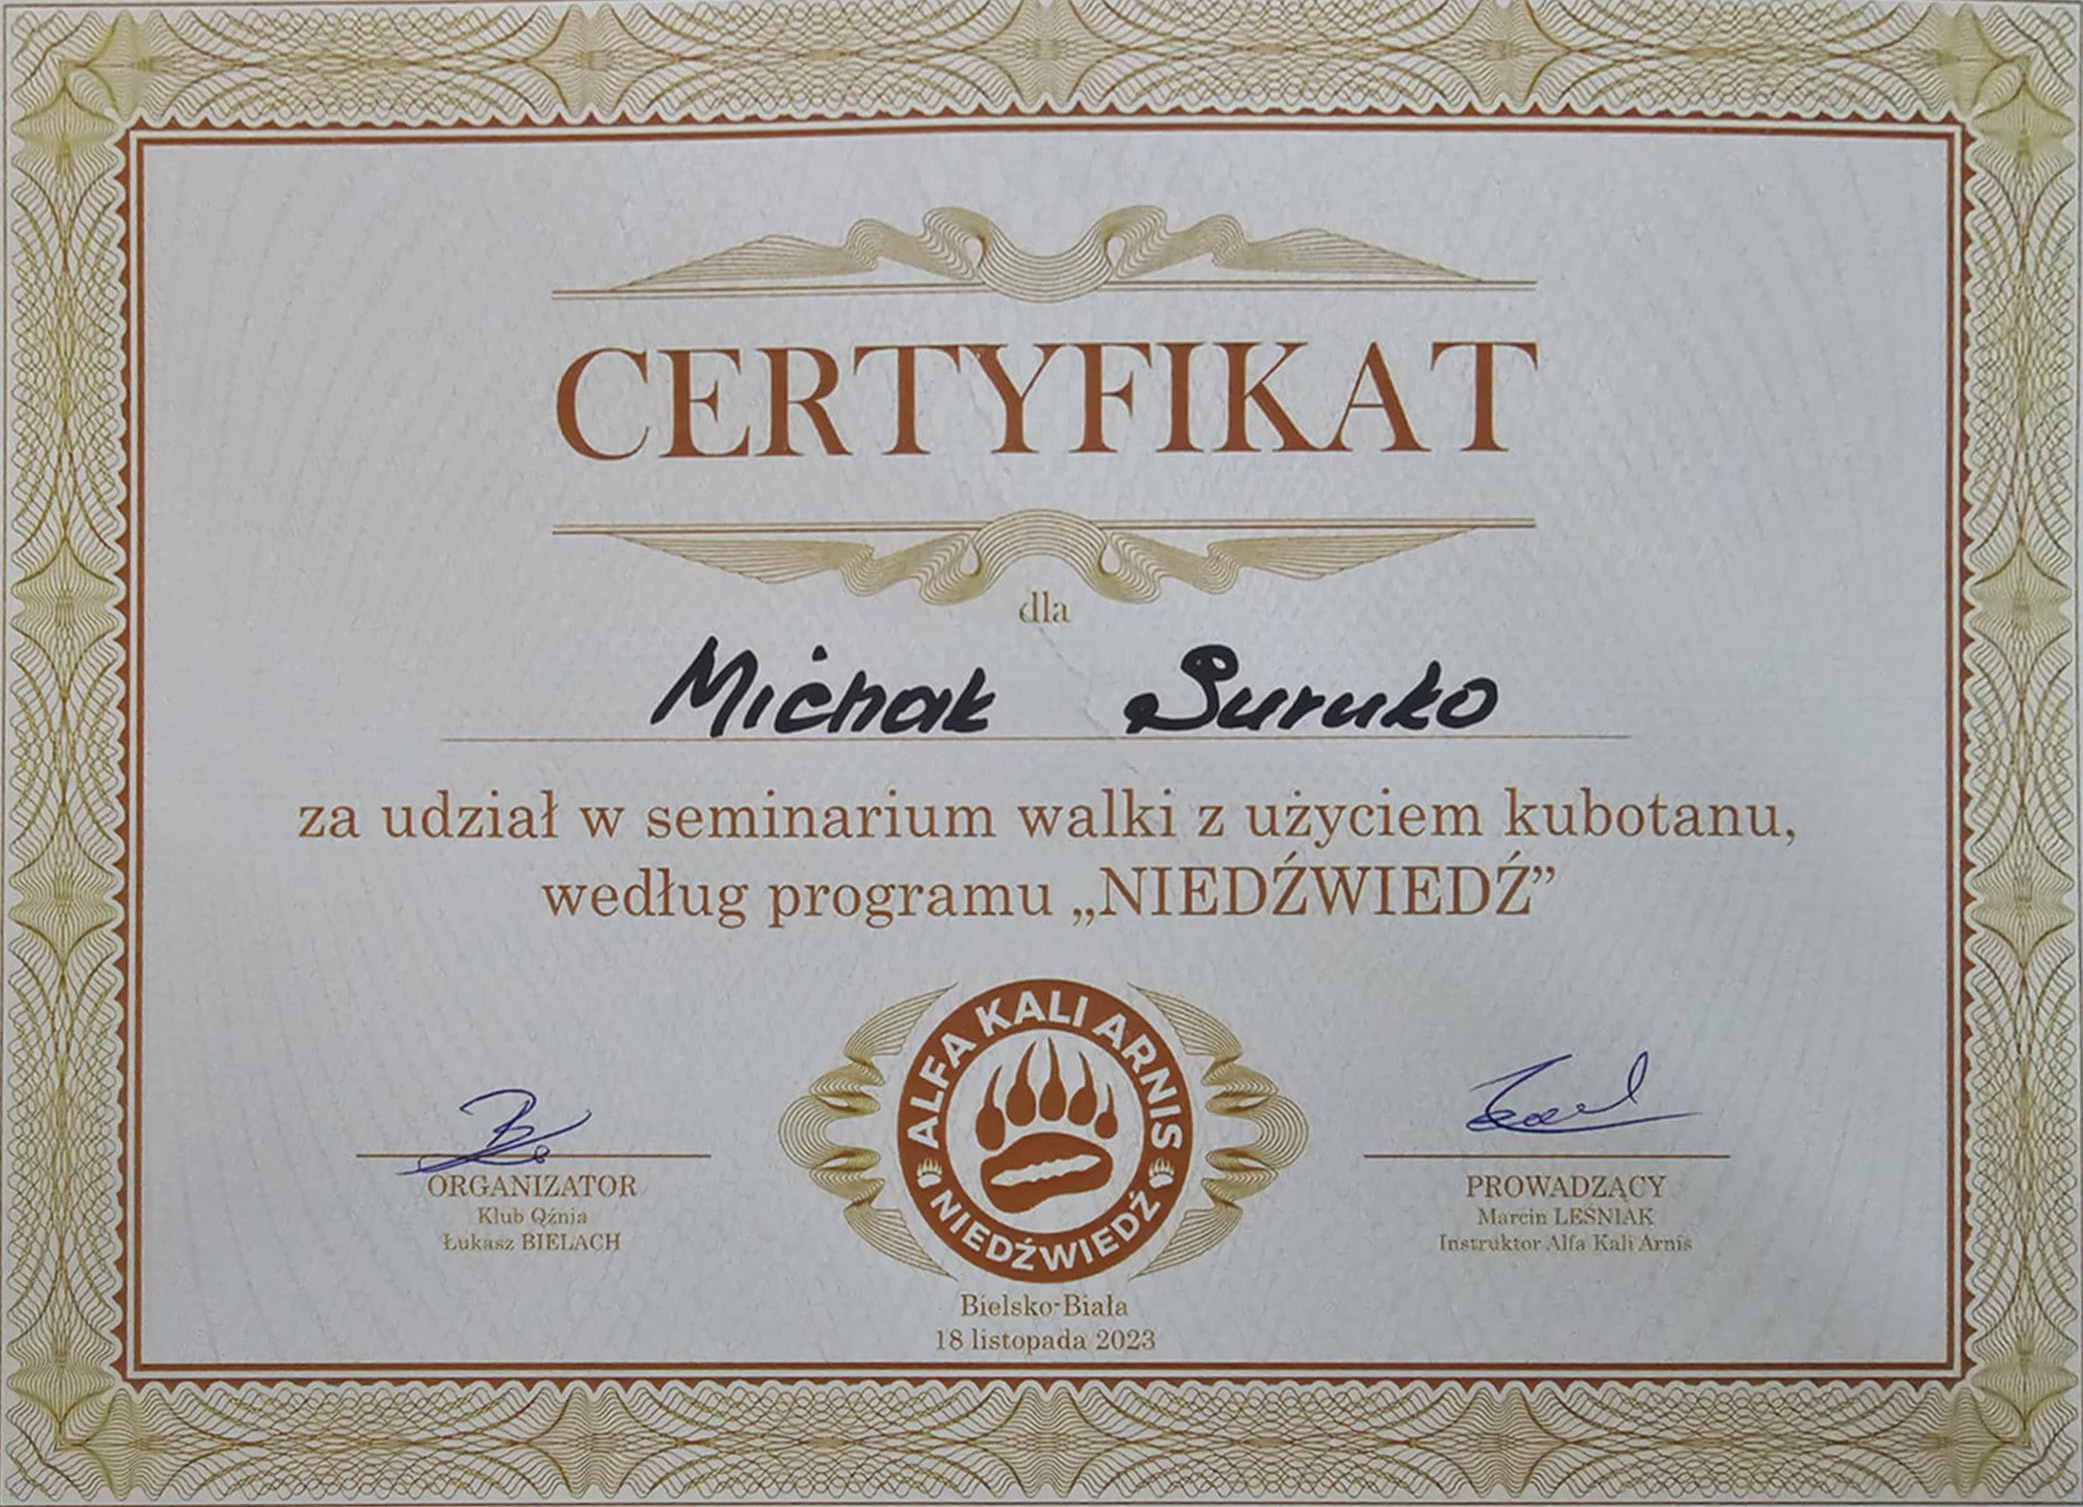 CERTYFIKAT
dla
Michał Suruło
za udział w seminarium walki z użyciem kubotanu,
według programu „NIEDŹWIEDŹ”
ALFA KALI ARNIS
NIEDŹWIEDŹ
ORGANIZATOR
Klub Qźnia
Łukasz BIELACH
PROWADZĄCY
Marcin LEŚNIAK
Instruktor Alfa Kali Arnis
Bielsko-Biała
18 listopada 2023